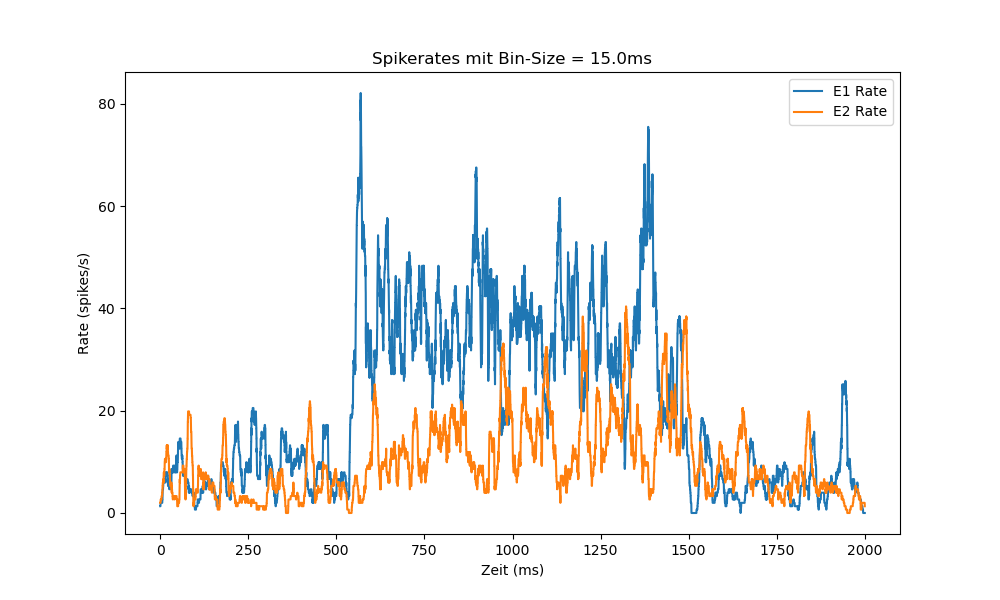 Spikerates mit Bin-Size = 15.0ms
E1 Rate
E2 Rate
80
60
40
20
0
Rate (spikes/s)
0 250 500 750 1000 1250 1500 1750 2000
Zeit (ms)